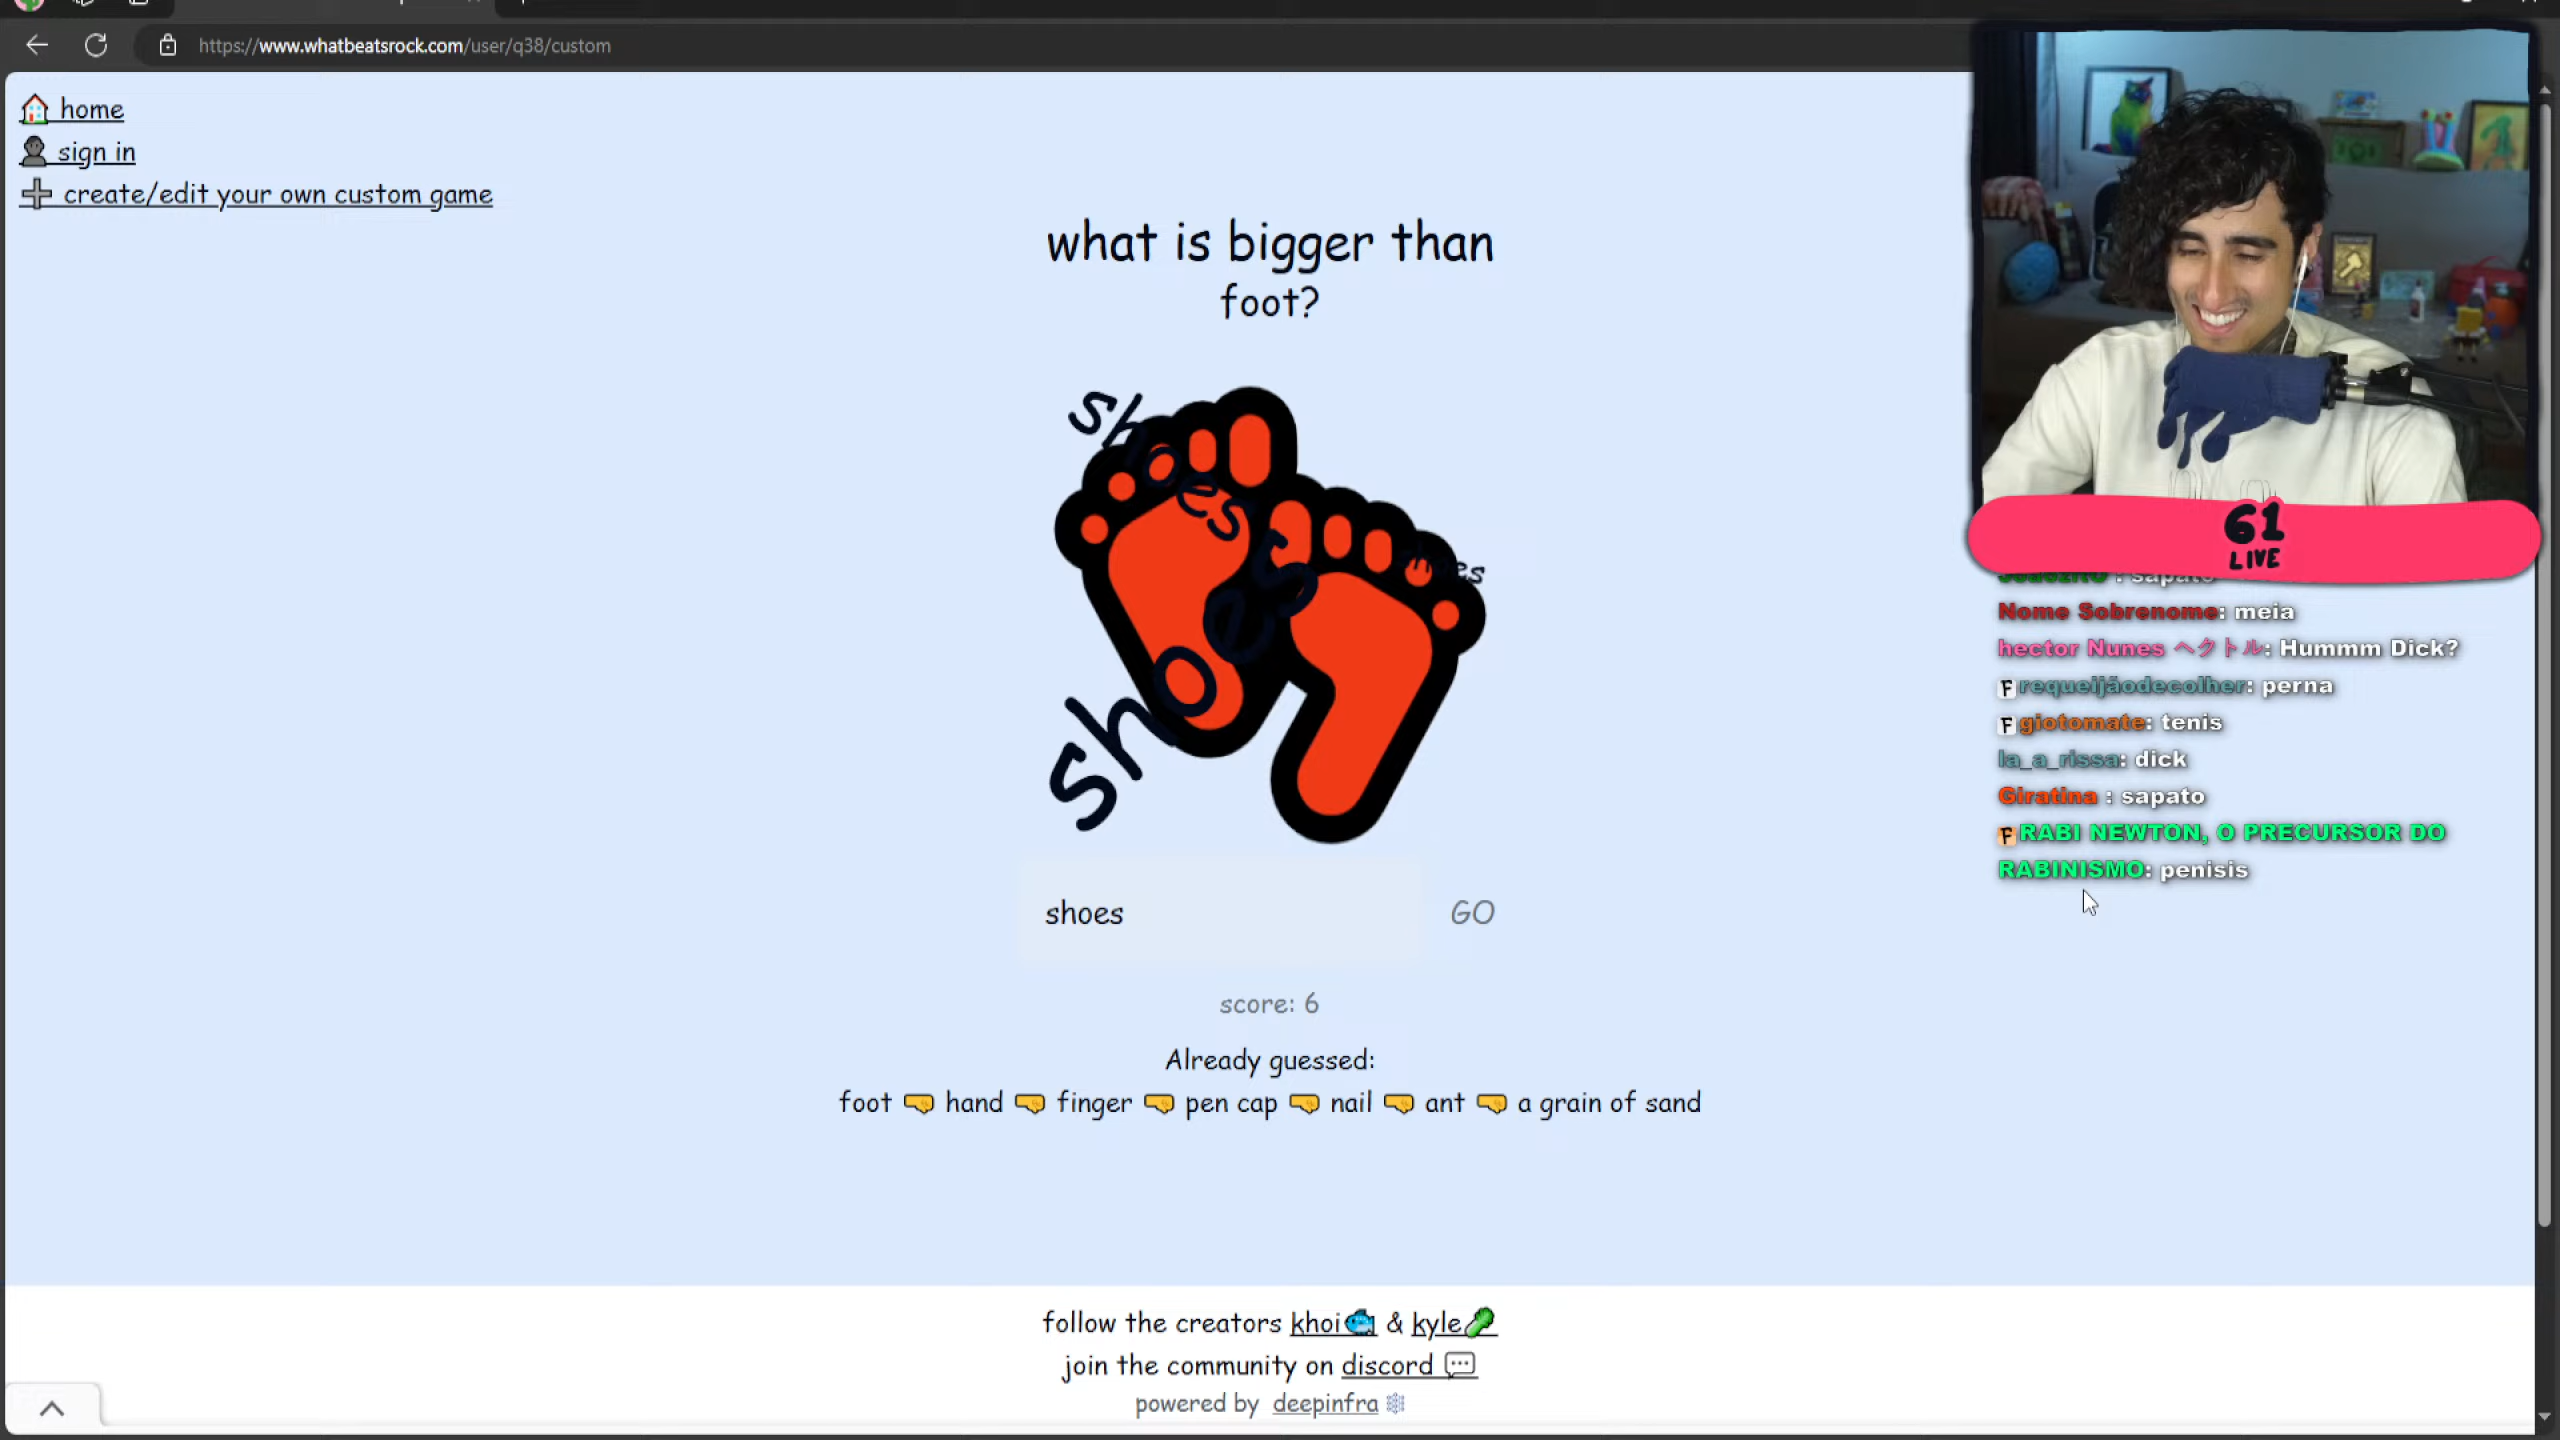 https://www.whatbeatsrock.com/user/q38/custom
home
sign in
create/edit your own custom game
what is bigger than
foot?
shoes
shoes
shoes
shoes
GO
score: 6
Already guessed:
foot 🤜 hand 🤜 finger 🤜 pen cap 🤜 nail 🤜 ant 🤜 a grain of sand
follow the creators khoi🐟 & kyle🥬
join the community on discord 💬
powered by deepinfra
61
LIVE
: sapato
Nome Sobrenome: meia
hector Nunes ヘクトル: Hummm Dick?
requeijãodecolher: perna
giotomate: tenis
la_a_rissa: dick
Giratina : sapato
RABI NEWTON, O PRECURSOR DO
RABINISMO: penisis